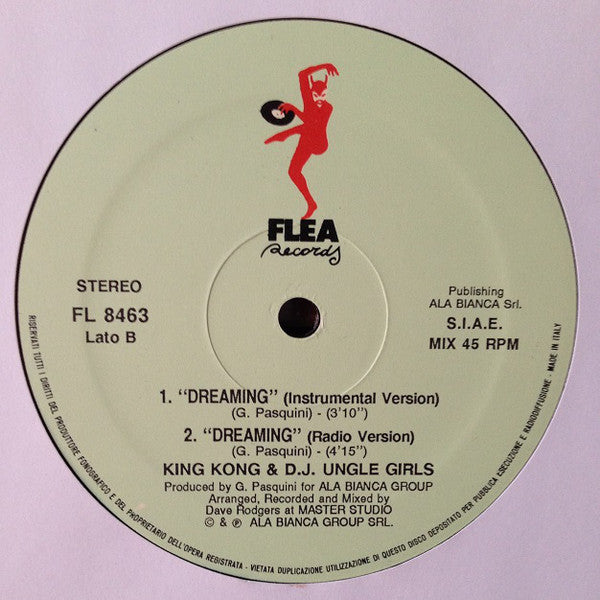 FLEA
Records
STEREO
FL 8463
Lato B
Publishing
ALA BIANCA Srl.
S.I.A.E.
MIX 45 RPM
1. “DREAMING” (Instrumental Version)
(G. Pasquini) - (3'10")
2. “DREAMING” (Radio Version)
(G. Pasquini) - (4'15")
KING KONG & D.J. UNGLE GIRLS
Produced by G. Pasquini for ALA BIANCA GROUP
Arranged, Recorded and Mixed by
Dave Rodgers at MASTER STUDIO
© & ℗ ALA BIANCA GROUP SRL.
RISERVATI TUTTI I DIRITTI DEL PRODUTTORE FONOGRAFICO E DEL PROPRIETARIO DELL'OPERA REGISTRATA - VIETATA DUPLICAZIONE UTILIZZAZIONE DI QUESTO DISCO DEPOSITATO PER PUBBLICA ESECUZIONE E RADIODIFFUSIONE - MADE IN ITALY